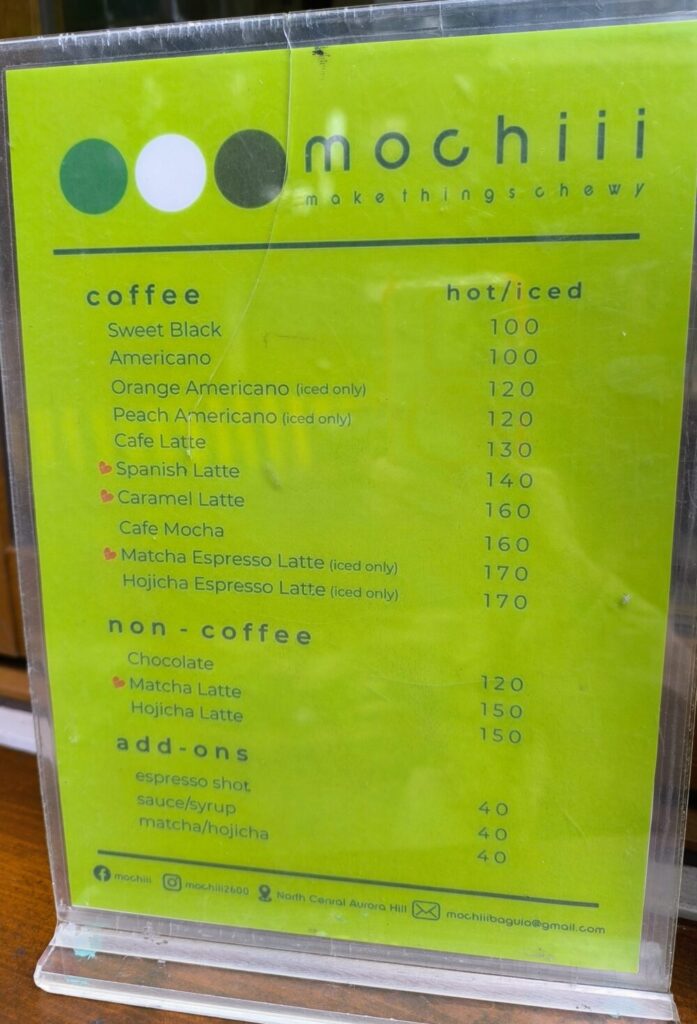 mochiii
make things chewy
coffee hot/iced
Sweet Black 100
Americano 100
Orange Americano (iced only) 120
Peach Americano (iced only) 120
Cafe Latte 130
Spanish Latte 140
Caramel Latte 160
Cafe Mocha 160
Matcha Espresso Latte (iced only) 170
Hojicha Espresso Latte (iced only) 170
non - coffee
Chocolate 120
Matcha Latte 150
Hojicha Latte 150
add-ons
espresso shot 40
sauce/syrup 40
matcha/hojicha 40
mochiii mochiii2600 North Cenral Aurora Hill mochiiibaguio@gmail.com